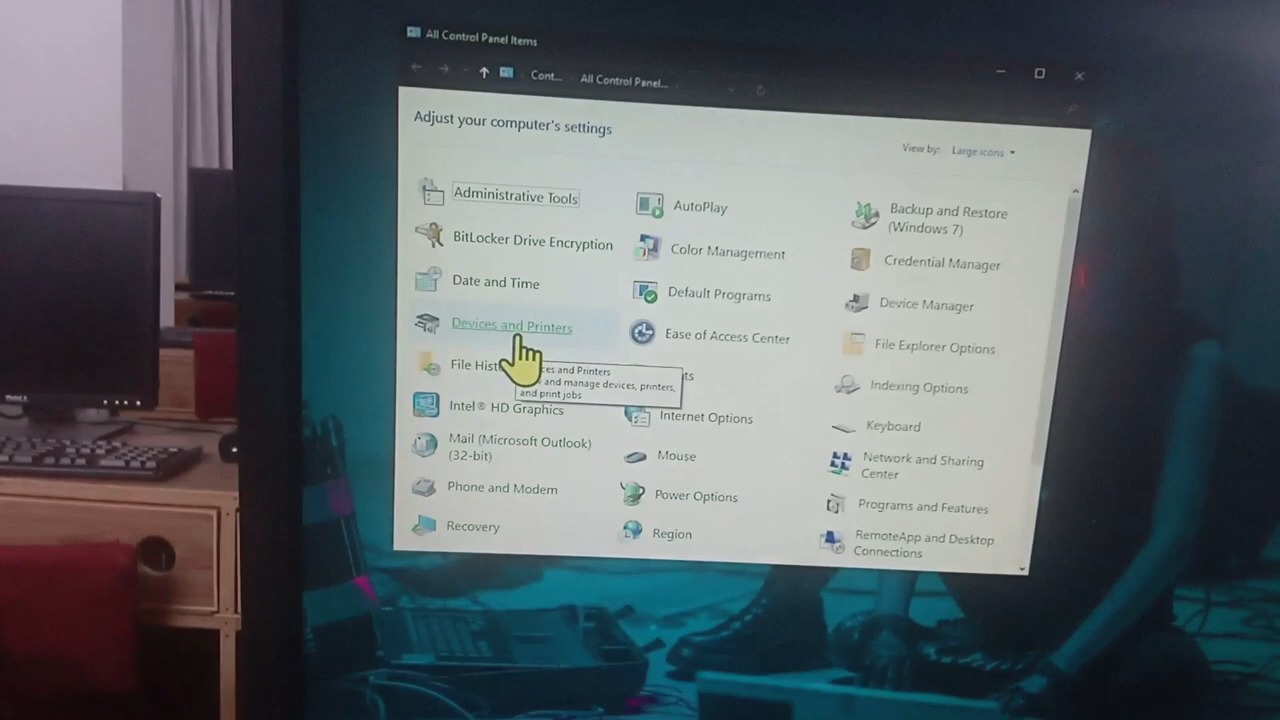 All Control Panel Items
Cont... All Control Panel...
Adjust your computer's settings
View by: Large icons
Administrative Tools
AutoPlay
Backup and Restore
(Windows 7)
BitLocker Drive Encryption
Color Management
Credential Manager
Date and Time
Default Programs
Device Manager
Devices and Printers
Ease of Access Center
File Explorer Options
File Hist
ces and Printers
and manage devices, printers,
and print jobs
ts
Indexing Options
Intel® HD Graphics
Internet Options
Keyboard
Mail (Microsoft Outlook)
(32-bit)
Mouse
Network and Sharing
Center
Phone and Modem
Power Options
Programs and Features
Recovery
Region
RemoteApp and Desktop
Connections
DELL